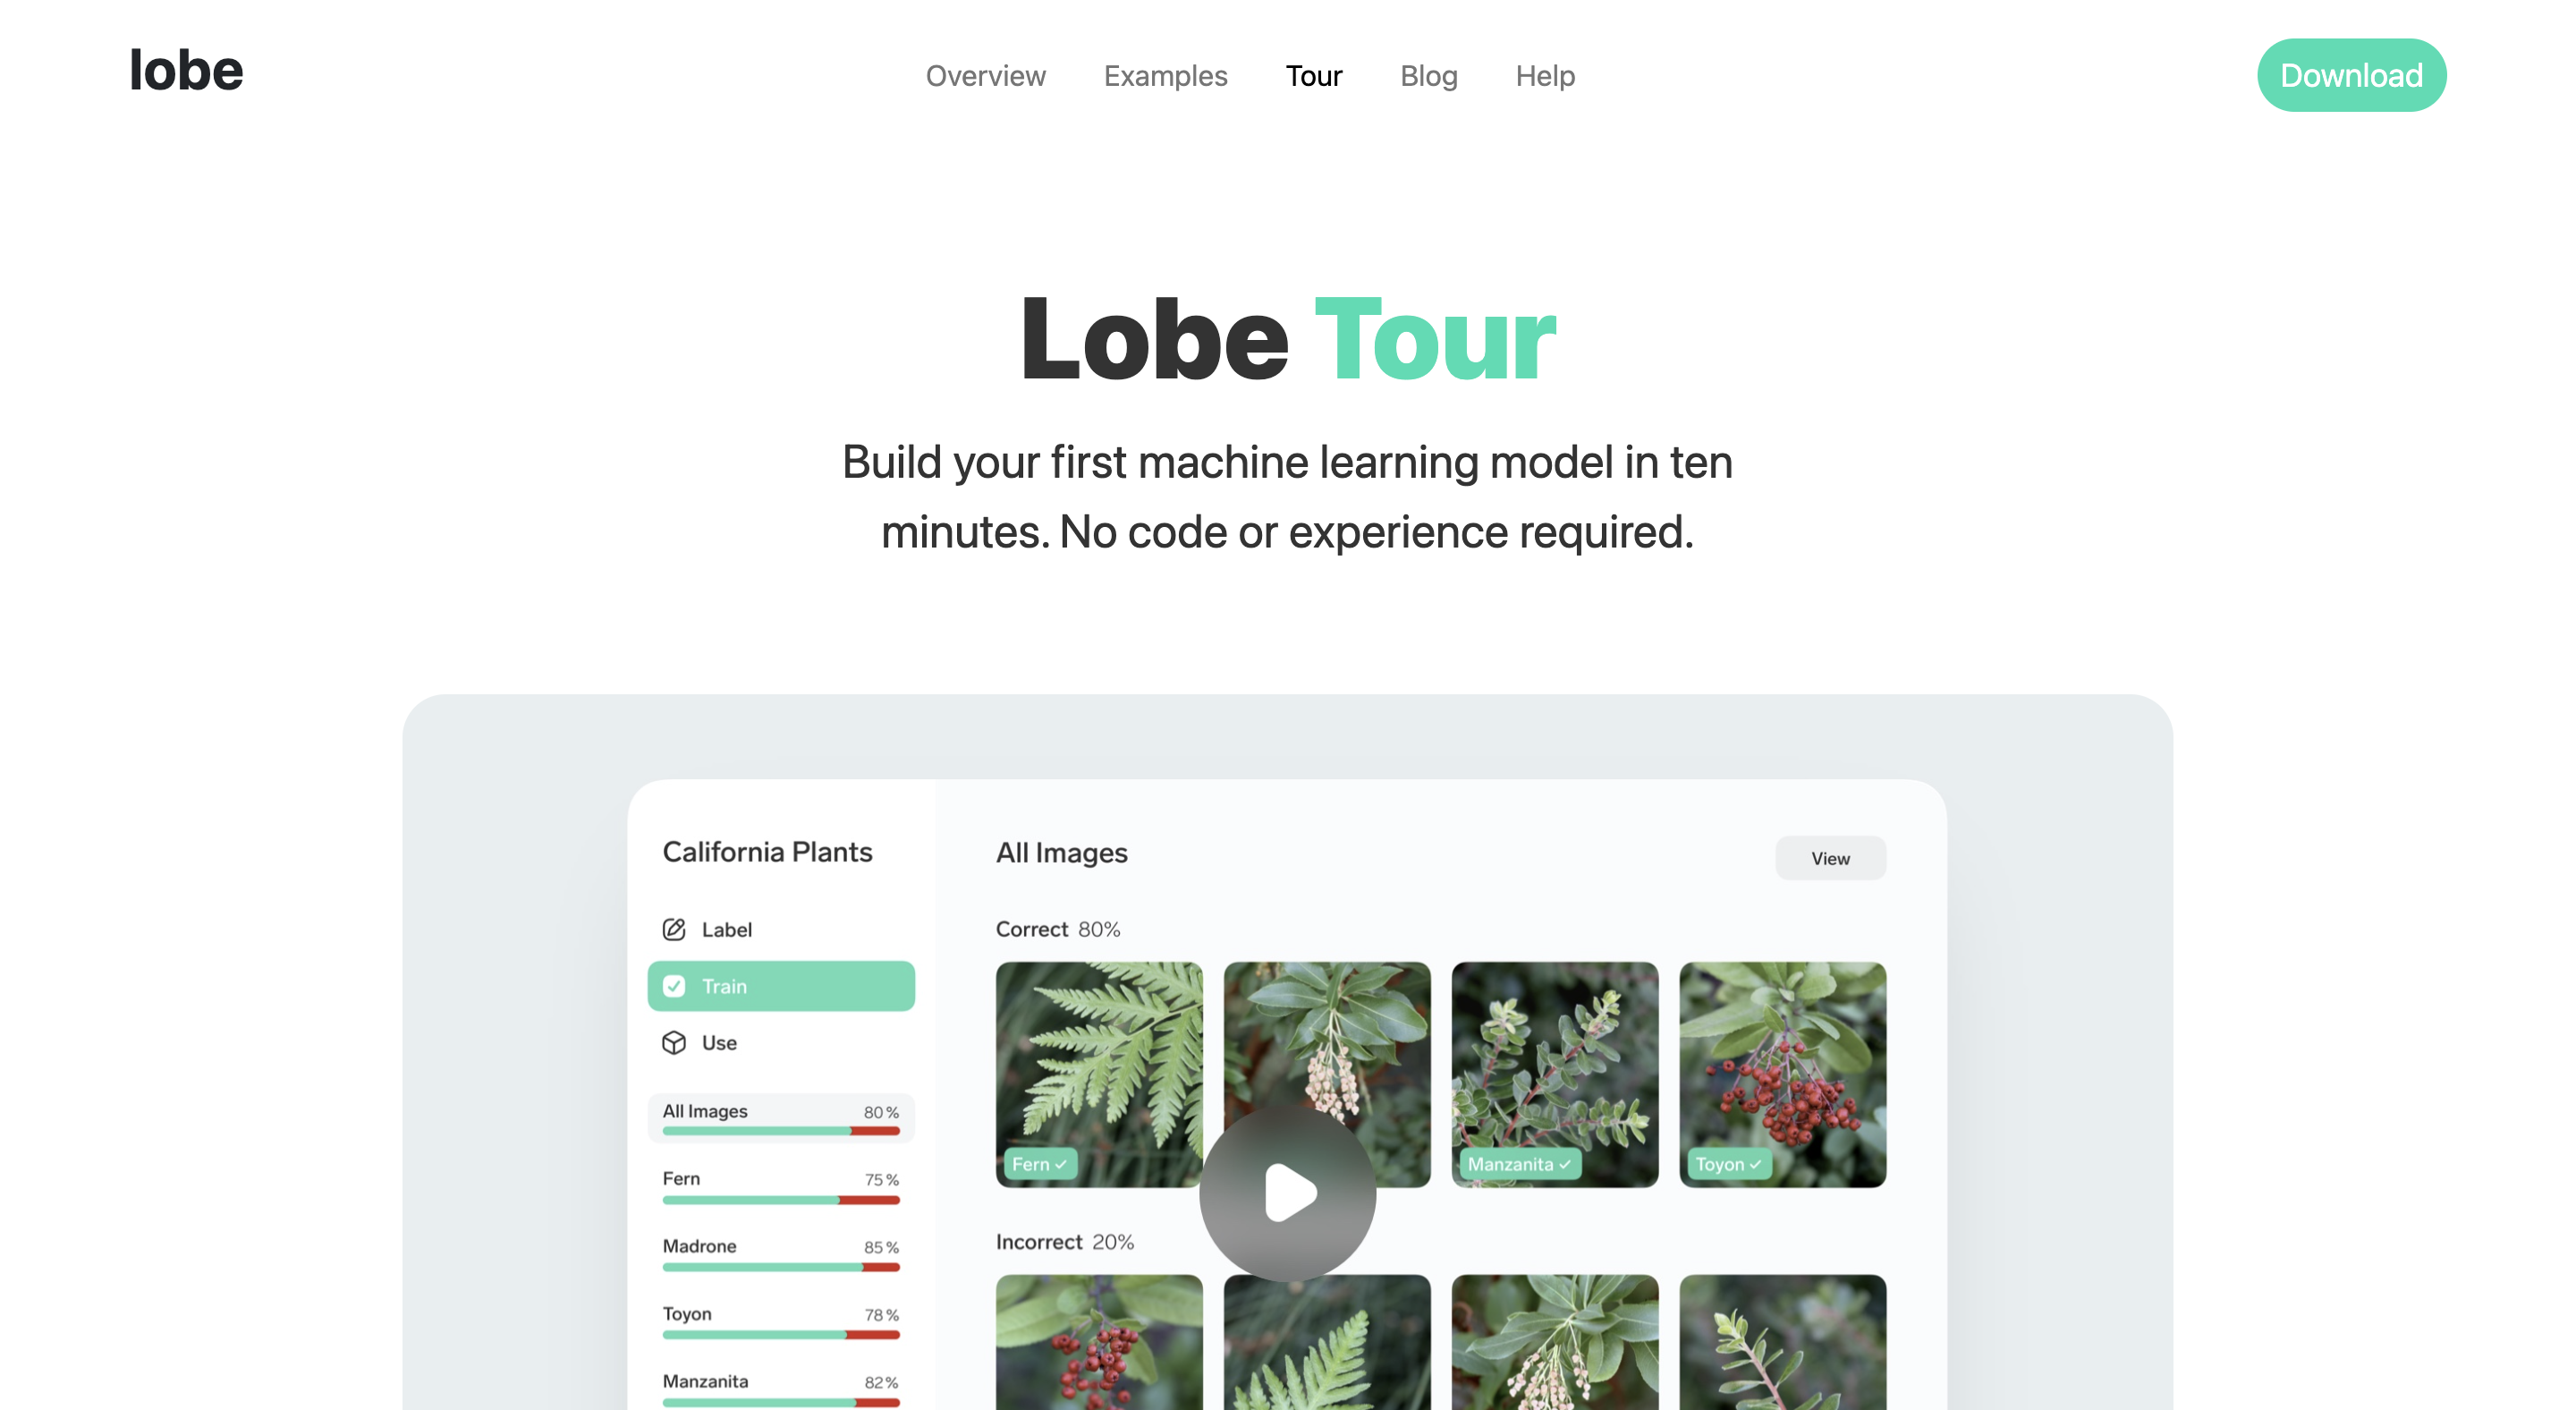 lobe
Overview
Examples
Tour
Blog
Help
Download
Lobe Tour
Build your first machine learning model in ten
minutes. No code or experience required.
California Plants
Label
Train
Use
All Images 80%
Fern 75%
Madrone 85%
Toyon 78%
Manzanita 82%
All Images
View
Correct 80%
Fern
Manzanita
Toyon
Incorrect 20%